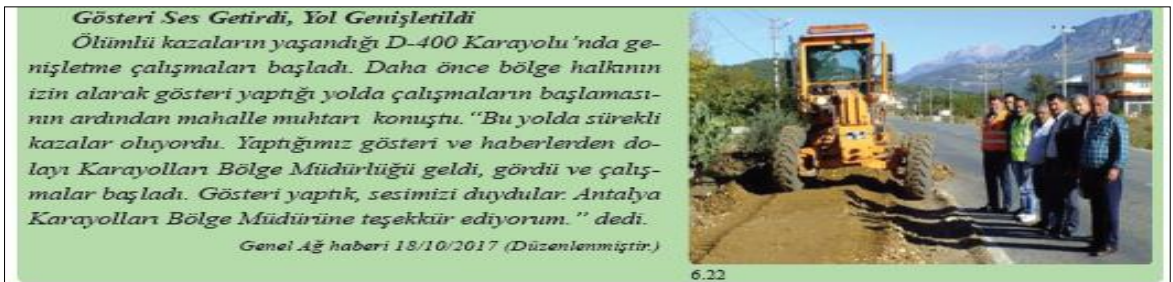 Gösteri Ses Getirdi, Yol Genişletildi
Ölümlü kazaların yaşandığı D-400 Karayolu’nda ge-
nişletme çalışmaları başladı. Daha önce bölge halkının
izin alarak gösteri yaptığı yolda çalışmaların başlaması-
nın ardından mahalle muhtarı konuştu. “Bu yolda sürekli
kazalar oluyordu. Yaptığımız gösteri ve haberlerden do-
layı Karayolları Bölge Müdürlüğü geldi, gördü ve çalış-
malar başladı. Gösteri yaptık, sesimizi duydular. Antalya
Karayolları Bölge Müdürüne teşekkür ediyorum.” dedi.
Genel Ağ haberi 18/10/2017 (Düzenlenmiştir.)
6.22